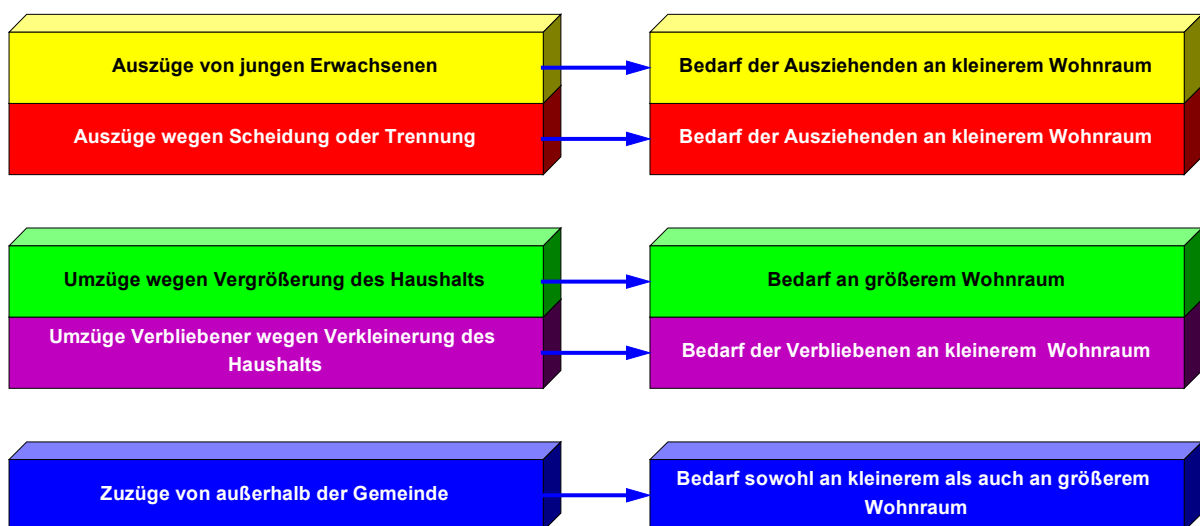 Auszüge von jungen Erwachsenen
Bedarf der Ausziehenden an kleinerem Wohnraum
Auszüge wegen Scheidung oder Trennung
Bedarf der Ausziehenden an kleinerem Wohnraum
Umzüge wegen Vergrößerung des Haushalts
Bedarf an größerem Wohnraum
Umzüge Verbliebener wegen Verkleinerung des
Haushalts
Bedarf der Verbliebenen an kleinerem Wohnraum
Zuzüge von außerhalb der Gemeinde
Bedarf sowohl an kleinerem als auch an größerem
Wohnraum